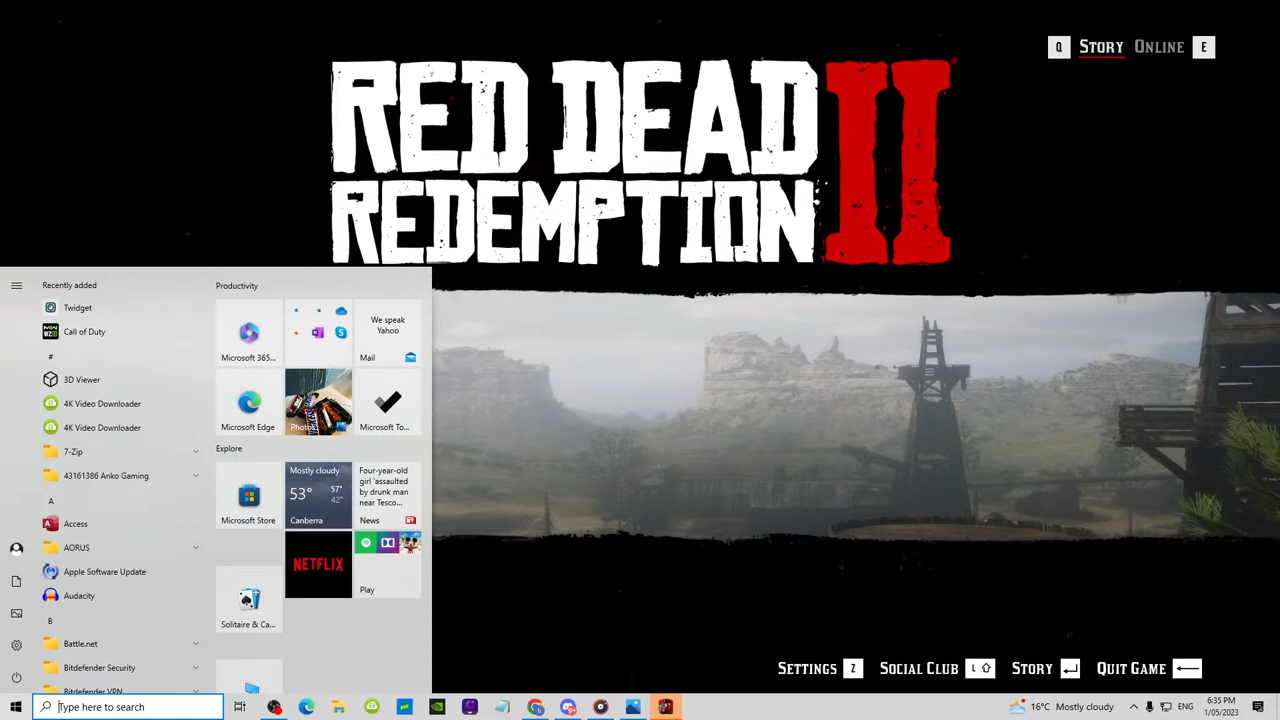 Q STORY ONLINE E
RED DEAD
REDEMPTION
II
Recently added
Twidget
Call of Duty
#
3D Viewer
4K Video Downloader
4K Video Downloader
7-Zip
43161386 Anko Gaming
A
Access
AORUS
Apple Software Update
Audacity
B
Battle.net
Bitdefender Security
Bitdefender VPN
Productivity
Microsoft 365...
We speak
Yahoo
Mail
Microsoft Edge
Photos
Microsoft To...
Explore
Microsoft Store
Mostly cloudy
53° 57°
42°
Canberra
Four-year-old
girl 'assaulted
by drunk man
near Tesco...
News
NETFLIX
Play
Solitaire & Ca...
SETTINGS Z SOCIAL CLUB L STORY QUIT GAME
Type here to search
16°C Mostly cloudy
ENG
6:35 PM
1/05/2023